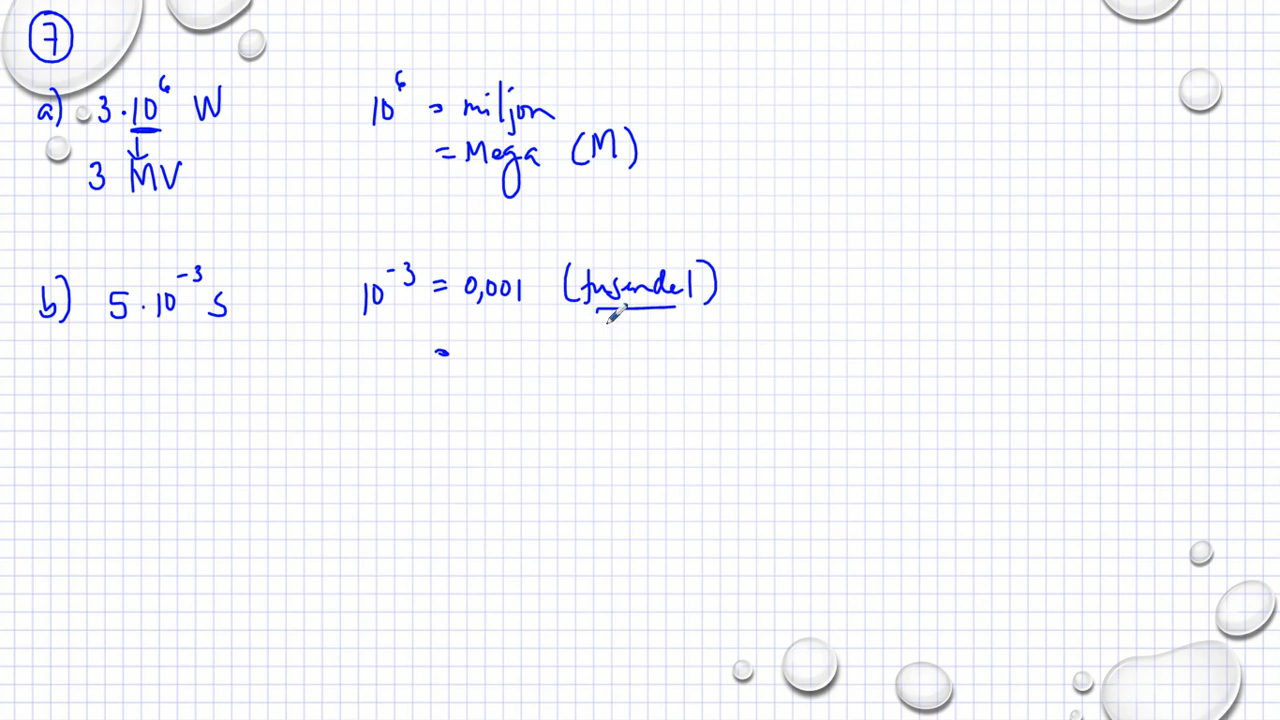 7
a) 3·10⁶ W 10⁶ = miljon
3 MV = Mega (M)
b) 5·10⁻³ s 10⁻³ = 0,001 (tusendel)
=